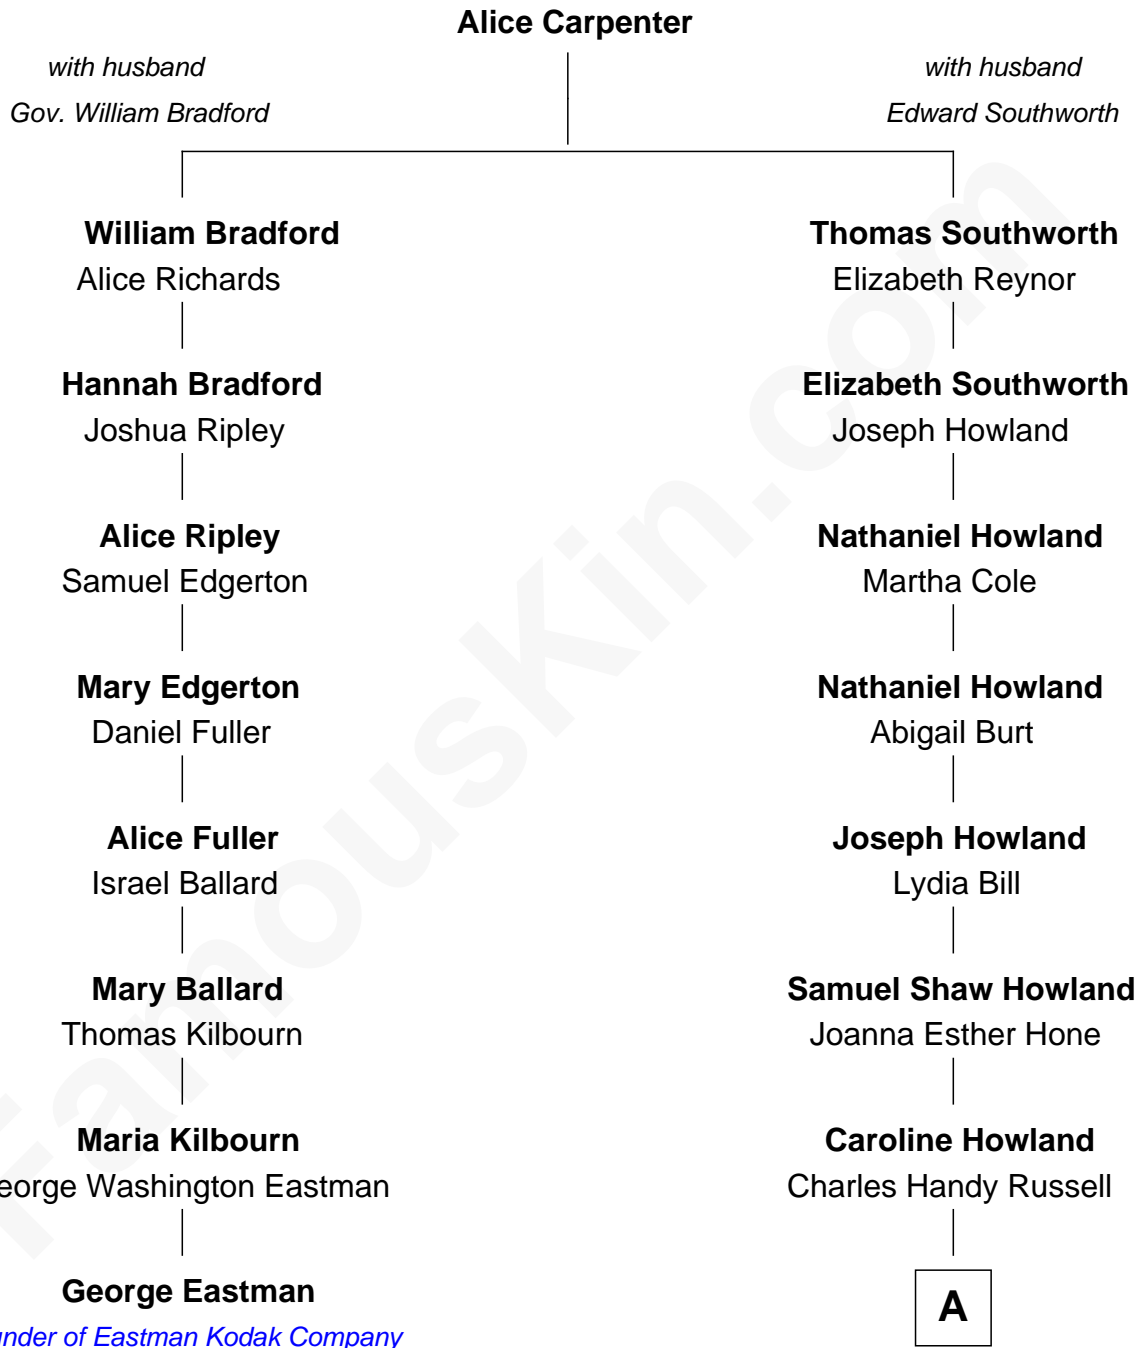 Alice Carpenter
with husband
Gov. William Bradford
with husband
Edward Southworth
William Bradford
Alice Richards
Thomas Southworth
Elizabeth Reynor
Hannah Bradford
Joshua Ripley
Elizabeth Southworth
Joseph Howland
Alice Ripley
Samuel Edgerton
Nathaniel Howland
Martha Cole
Mary Edgerton
Daniel Fuller
Nathaniel Howland
Abigail Burt
Alice Fuller
Israel Ballard
Joseph Howland
Lydia Bill
Mary Ballard
Thomas Kilbourn
Samuel Shaw Howland
Joanna Esther Hone
Maria Kilbourn
eorge Washington Eastman
Caroline Howland
Charles Handy Russell
George Eastman
under of Eastman Kodak Company
A
FamousKin.com